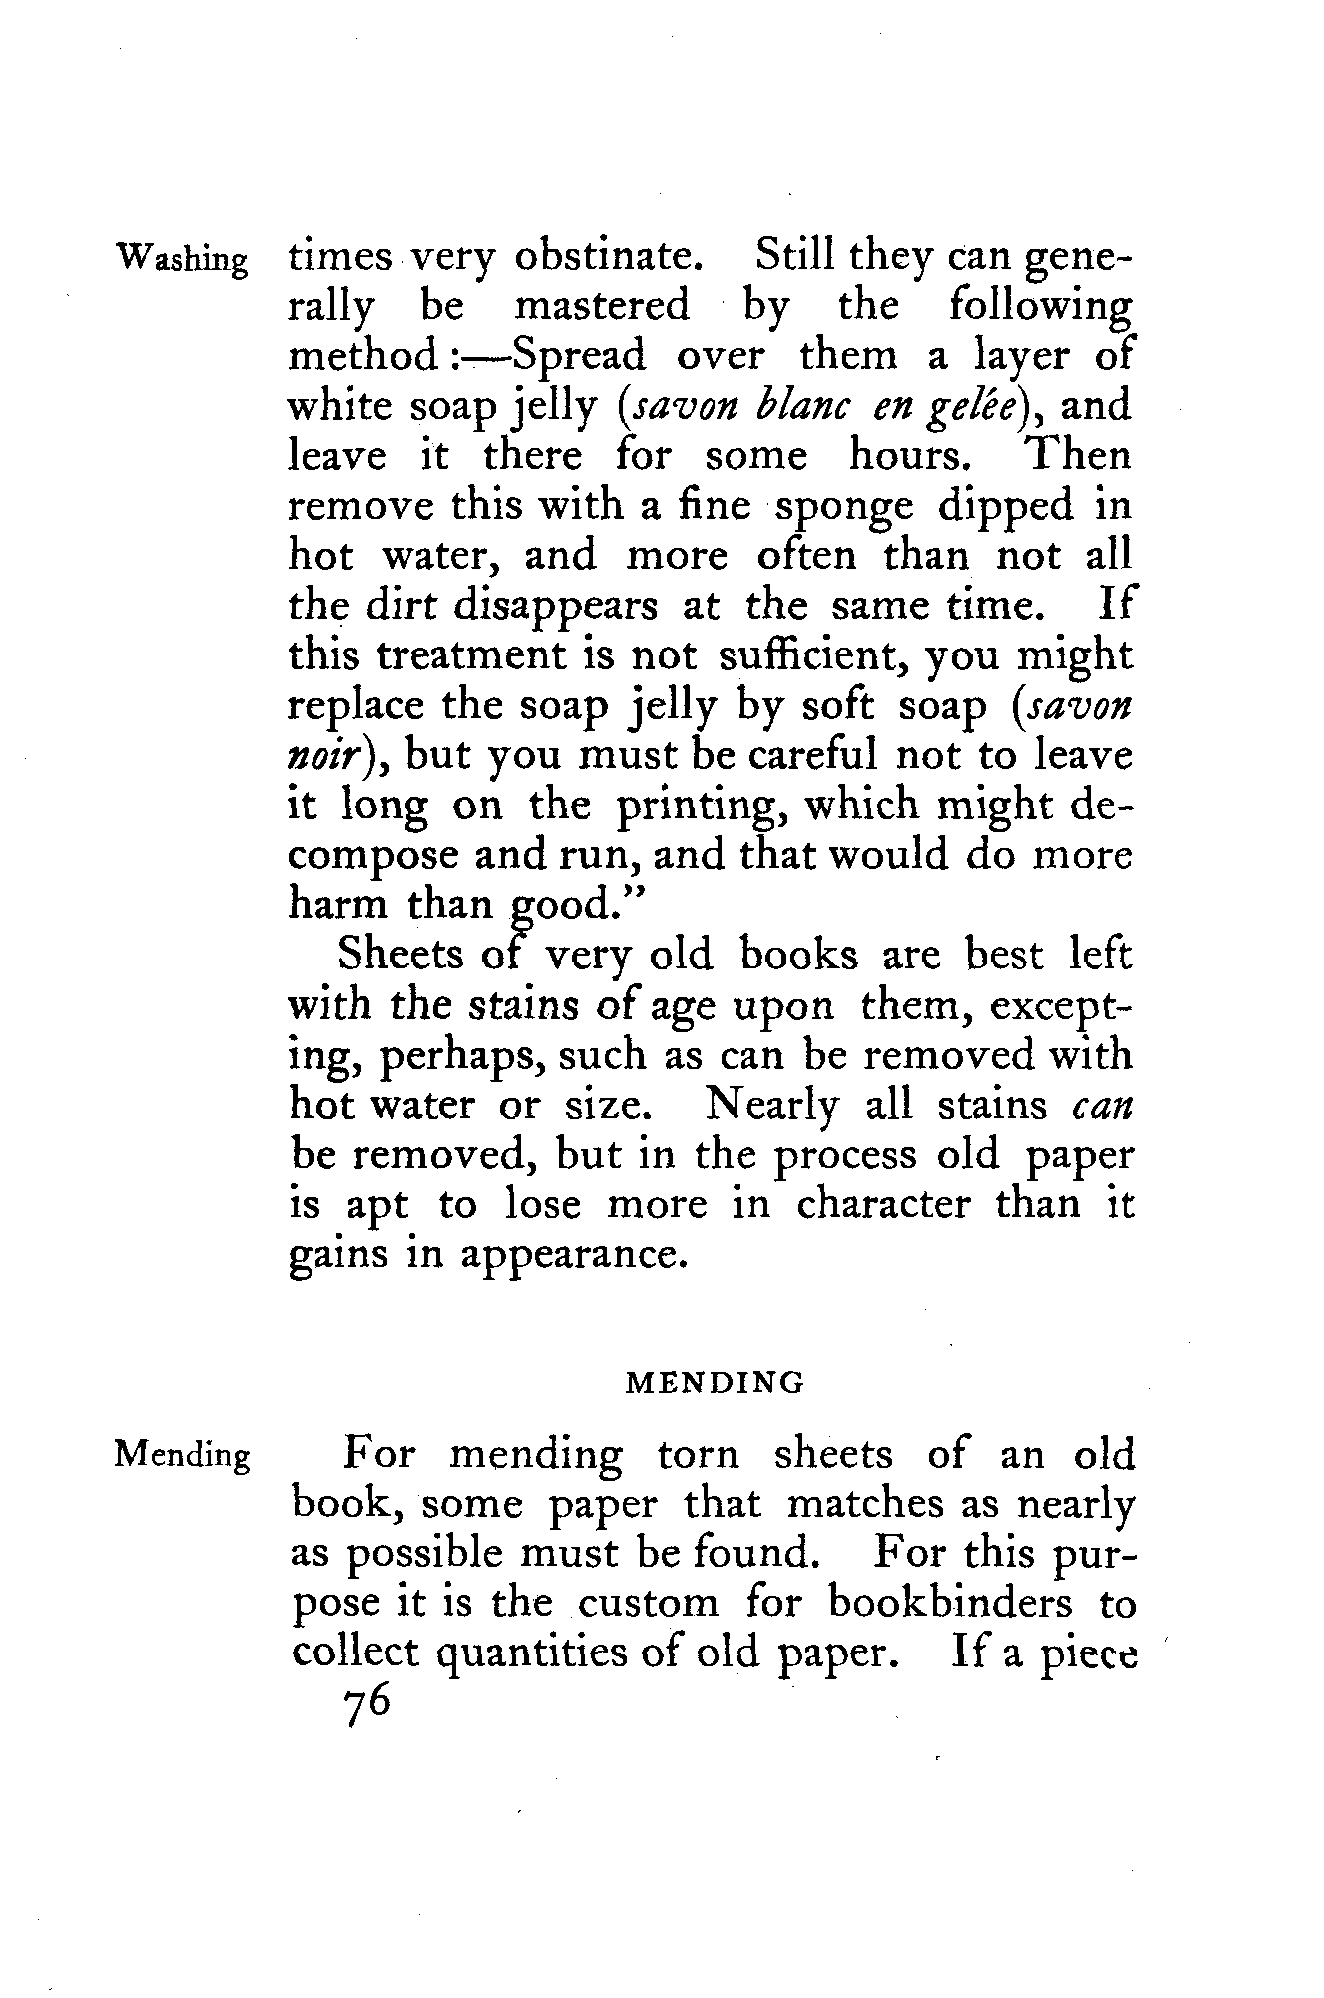 Washing times very obstinate. Still they can gene-
rally be mastered by the following
method :—Spread over them a layer of
white soap jelly (savon blanc en gelée), and
leave it there for some hours. Then
remove this with a fine sponge dipped in
hot water, and more often than not all
the dirt disappears at the same time. If
this treatment is not sufficient, you might
replace the soap jelly by soft soap (savon
noir), but you must be careful not to leave
it long on the printing, which might de-
compose and run, and that would do more
harm than good."
Sheets of very old books are best left
with the stains of age upon them, except-
ing, perhaps, such as can be removed with
hot water or size. Nearly all stains can
be removed, but in the process old paper
is apt to lose more in character than it
gains in appearance.
MENDING
Mending For mending torn sheets of an old
book, some paper that matches as nearly
as possible must be found. For this pur-
pose it is the custom for bookbinders to
collect quantities of old paper. If a piece
76